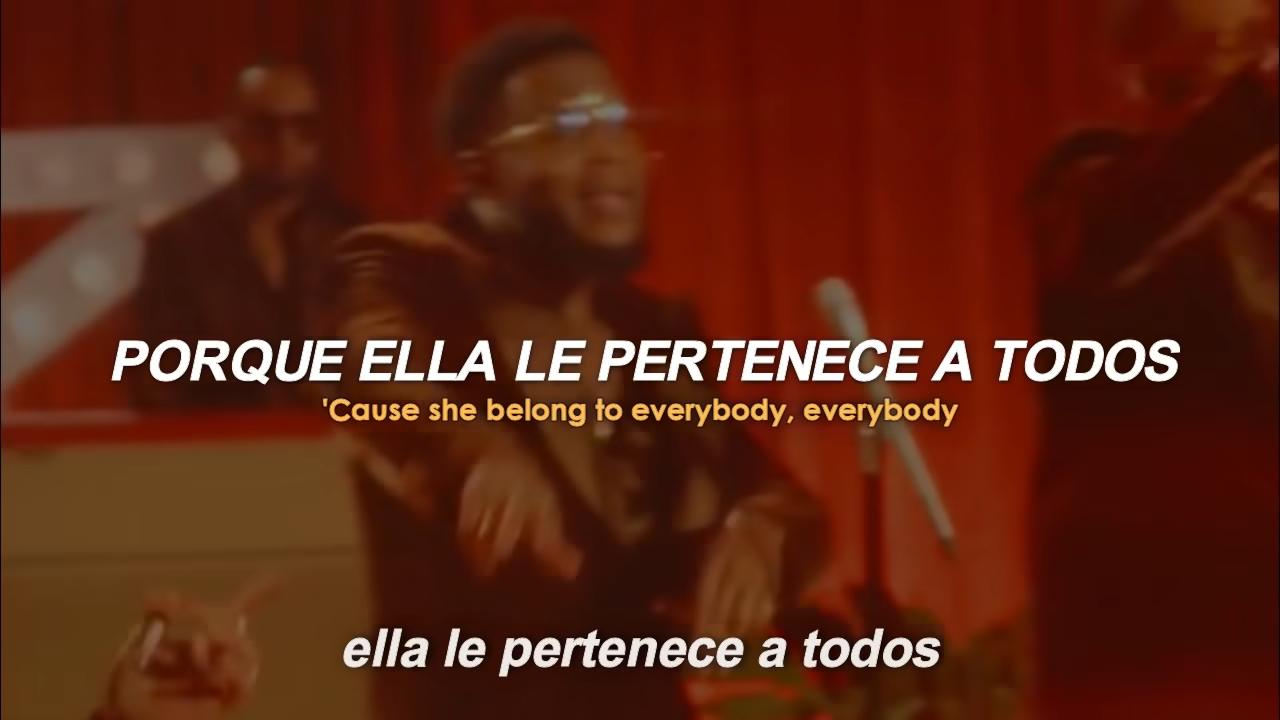 PORQUE ELLA LE PERTENECE A TODOS
'Cause she belong to everybody, everybody
ella le pertenece a todos